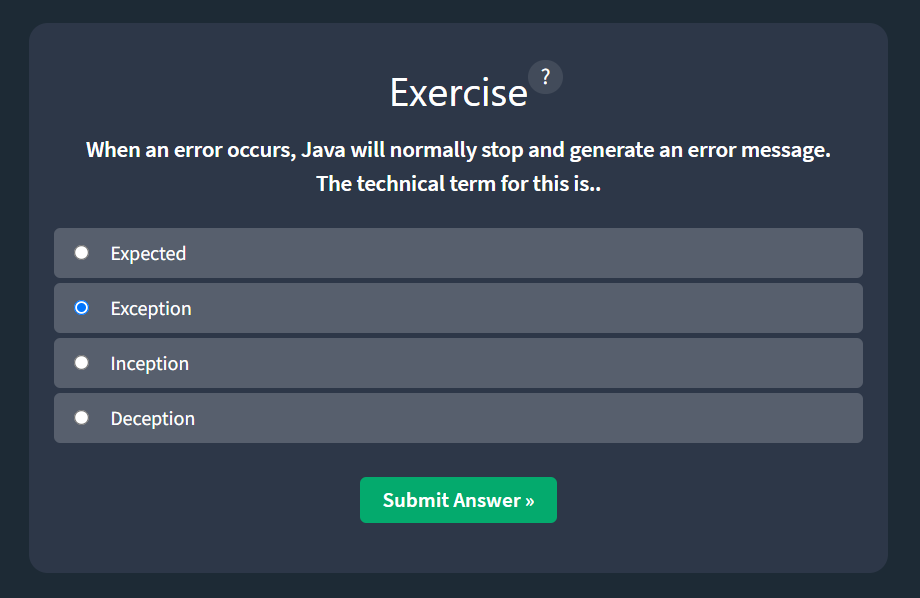 Exercise ?
When an error occurs, Java will normally stop and generate an error message.
The technical term for this is..
Expected
Exception
Inception
Deception
Submit Answer »